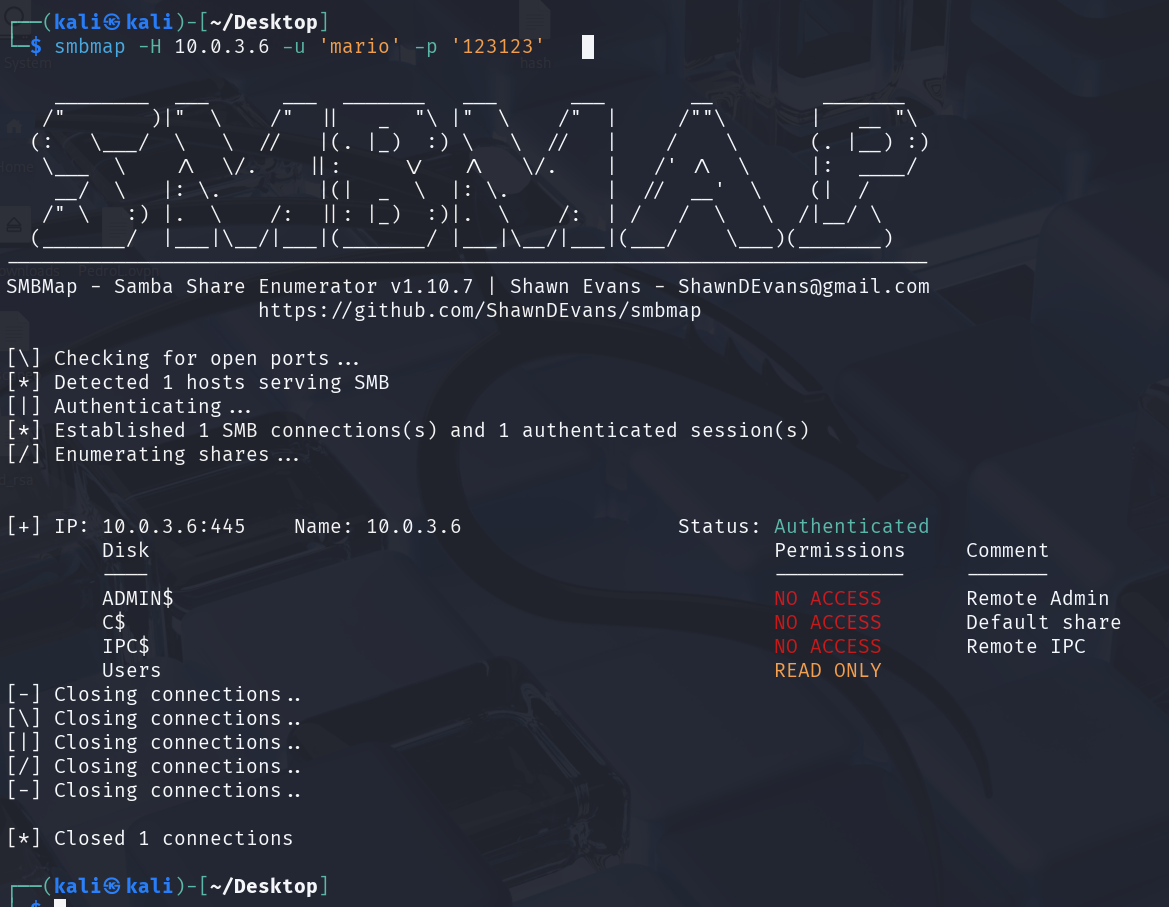 ┌──(kali㉿kali)-[~/Desktop]
└─$ smbmap -H 10.0.3.6 -u 'mario' -p '123123'
SMBMap - Samba Share Enumerator v1.10.7 | Shawn Evans - ShawnDEvans@gmail.com
https://github.com/ShawnDEvans/smbmap
[\] Checking for open ports...
[*] Detected 1 hosts serving SMB
[|] Authenticating...
[*] Established 1 SMB connections(s) and 1 authenticated session(s)
[/] Enumerating shares...
[+] IP: 10.0.3.6:445 Name: 10.0.3.6 Status: Authenticated
Disk Permissions Comment
---- ----------- -------
ADMIN$ NO ACCESS Remote Admin
C$ NO ACCESS Default share
IPC$ NO ACCESS Remote IPC
Users READ ONLY
[-] Closing connections..
[\] Closing connections..
[|] Closing connections..
[/] Closing connections..
[-] Closing connections..
[*] Closed 1 connections
┌──(kali㉿kali)-[~/Desktop]
└─$